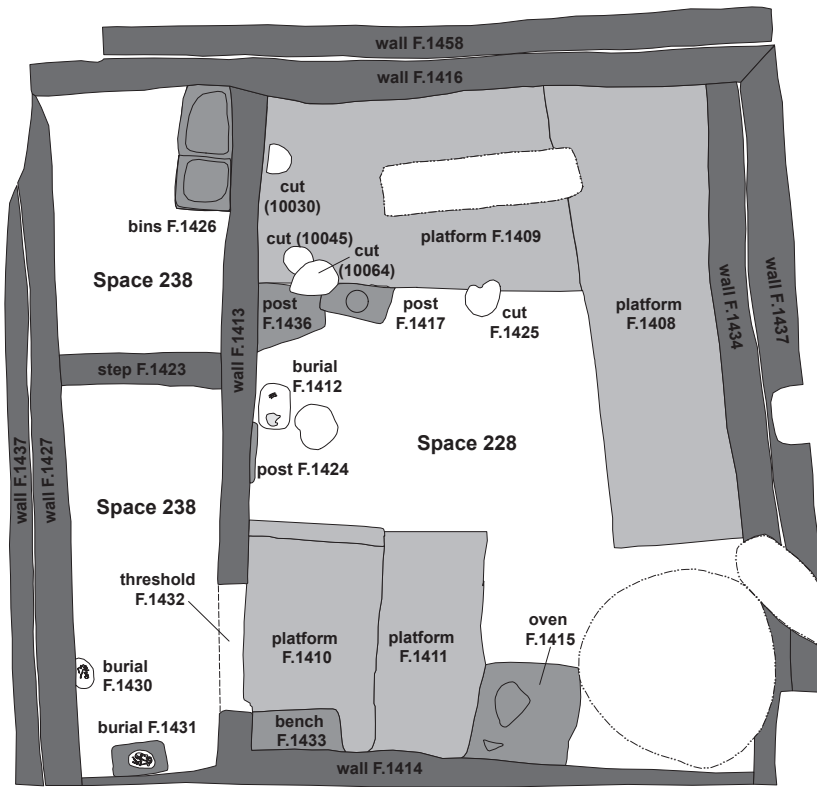 wall F.1458
wall F.1416
cut
(10030)
bins F.1426
cut (10045)
cut
(10064)
platform F.1409
Space 238
post
F.1436
post
F.1417
cut
F.1425
platform
F.1408
wall F.1413
wall F.1434
wall F.1437
step F.1423
burial
F.1412
Space 228
post F.1424
wall F.1437
wall F.1427
Space 238
threshold
F.1432
platform
F.1410
platform
F.1411
oven
F.1415
burial
F.1430
burial F.1431
bench
F.1433
wall F.1414